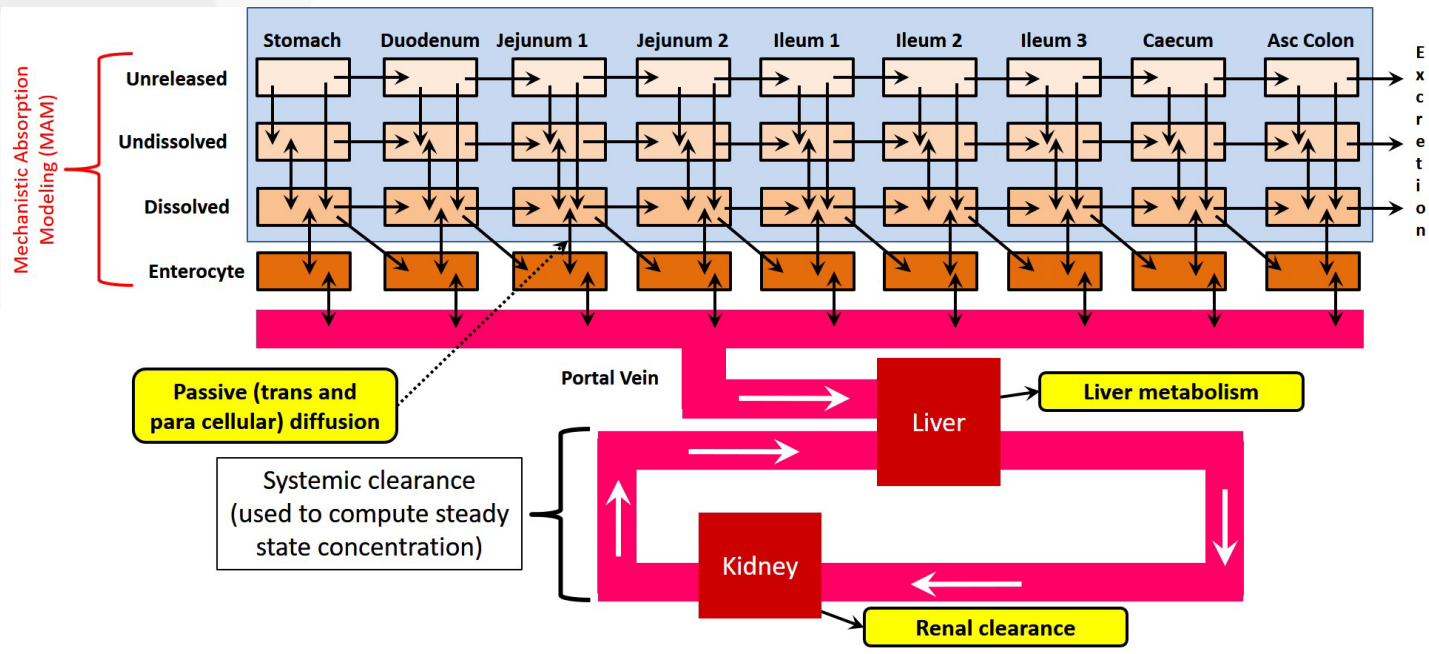 Stomach Duodenum Jejunum 1 Jejunum 2 Ileum 1 Ileum 2 Ileum 3 Caecum Asc Colon
Mechanistic Absorption
Modeling (MAM)
Unreleased
Undissolved
Dissolved
Enterocyte
Excretion
Passive (trans and
para cellular) diffusion
Portal Vein
Liver
Liver metabolism
Systemic clearance
(used to compute steady
state concentration)
Kidney
Renal clearance